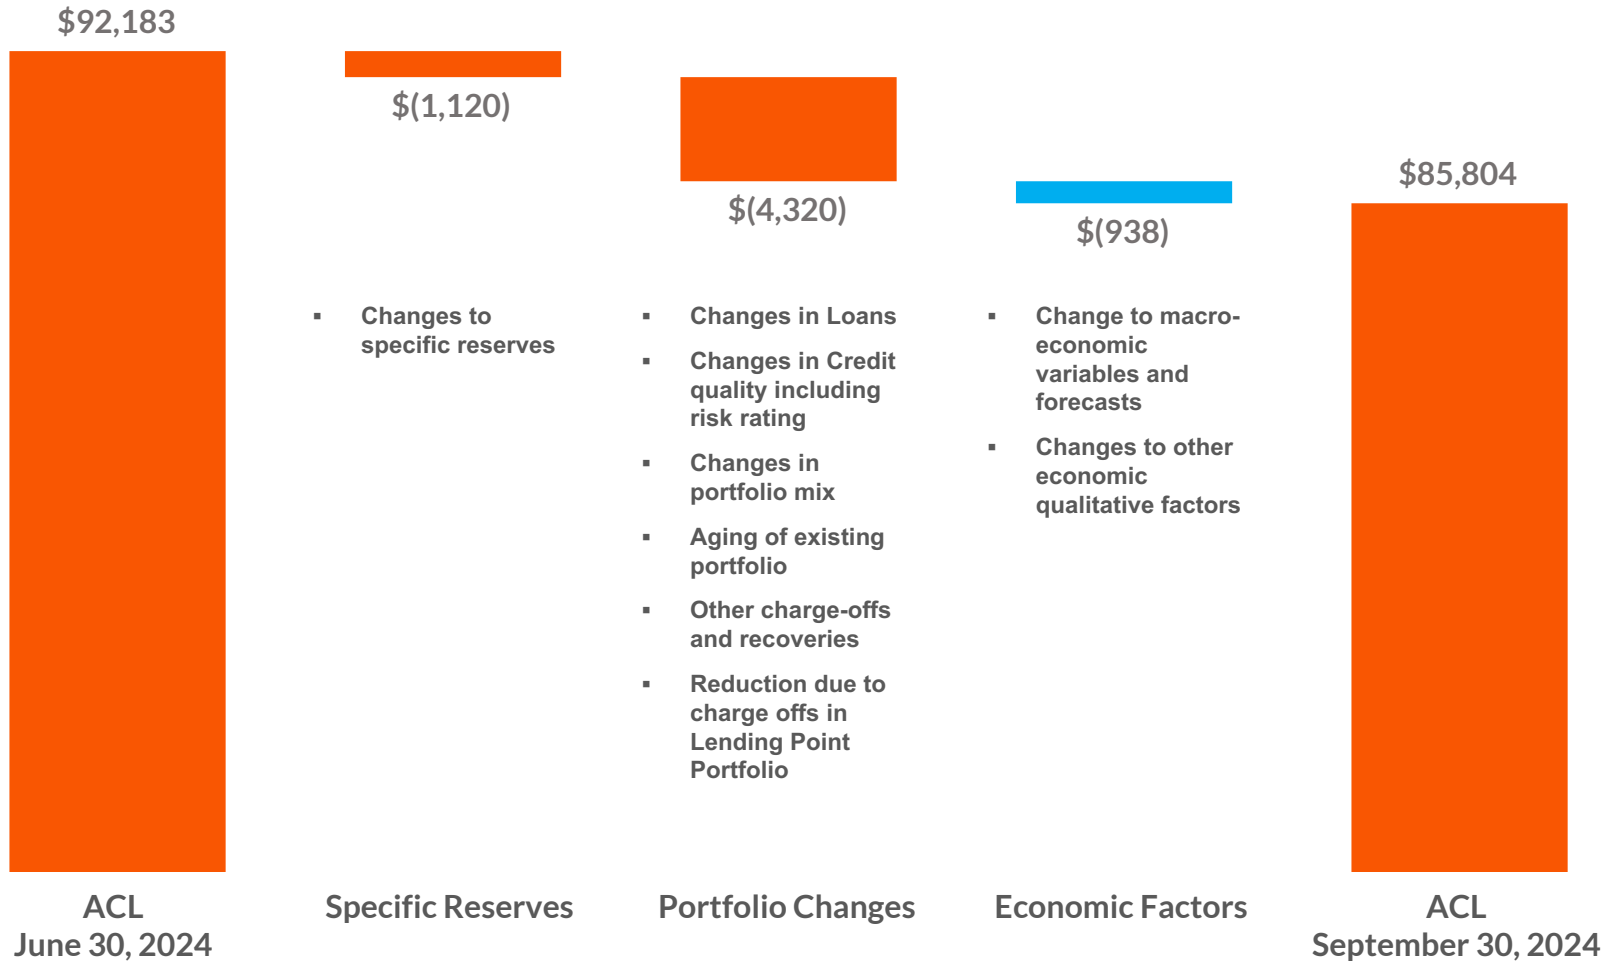 $92,183
$(1,120)
$(4,320)
$(938)
$85,804
▪ Changes to
specific reserves
▪ Changes in Loans
▪ Changes in Credit
quality including
risk rating
▪ Changes in
portfolio mix
▪ Aging of existing
portfolio
▪ Other charge-offs
and recoveries
▪ Reduction due to
charge offs in
Lending Point
Portfolio
▪ Change to macro-
economic
variables and
forecasts
▪ Changes to other
economic
qualitative factors
ACL
June 30, 2024
Specific Reserves
Portfolio Changes
Economic Factors
ACL
September 30, 2024